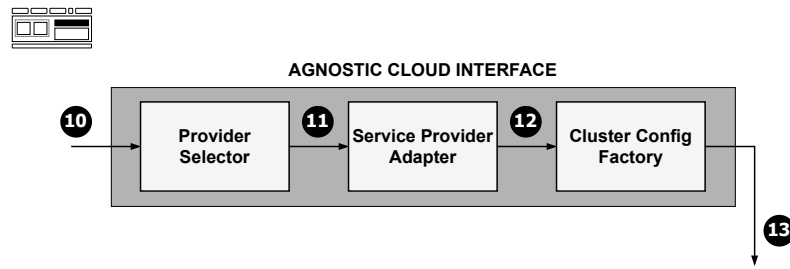 AGNOSTIC CLOUD INTERFACE
10
11
12
Provider
Selector
Service Provider
Adapter
Cluster Config
Factory
13